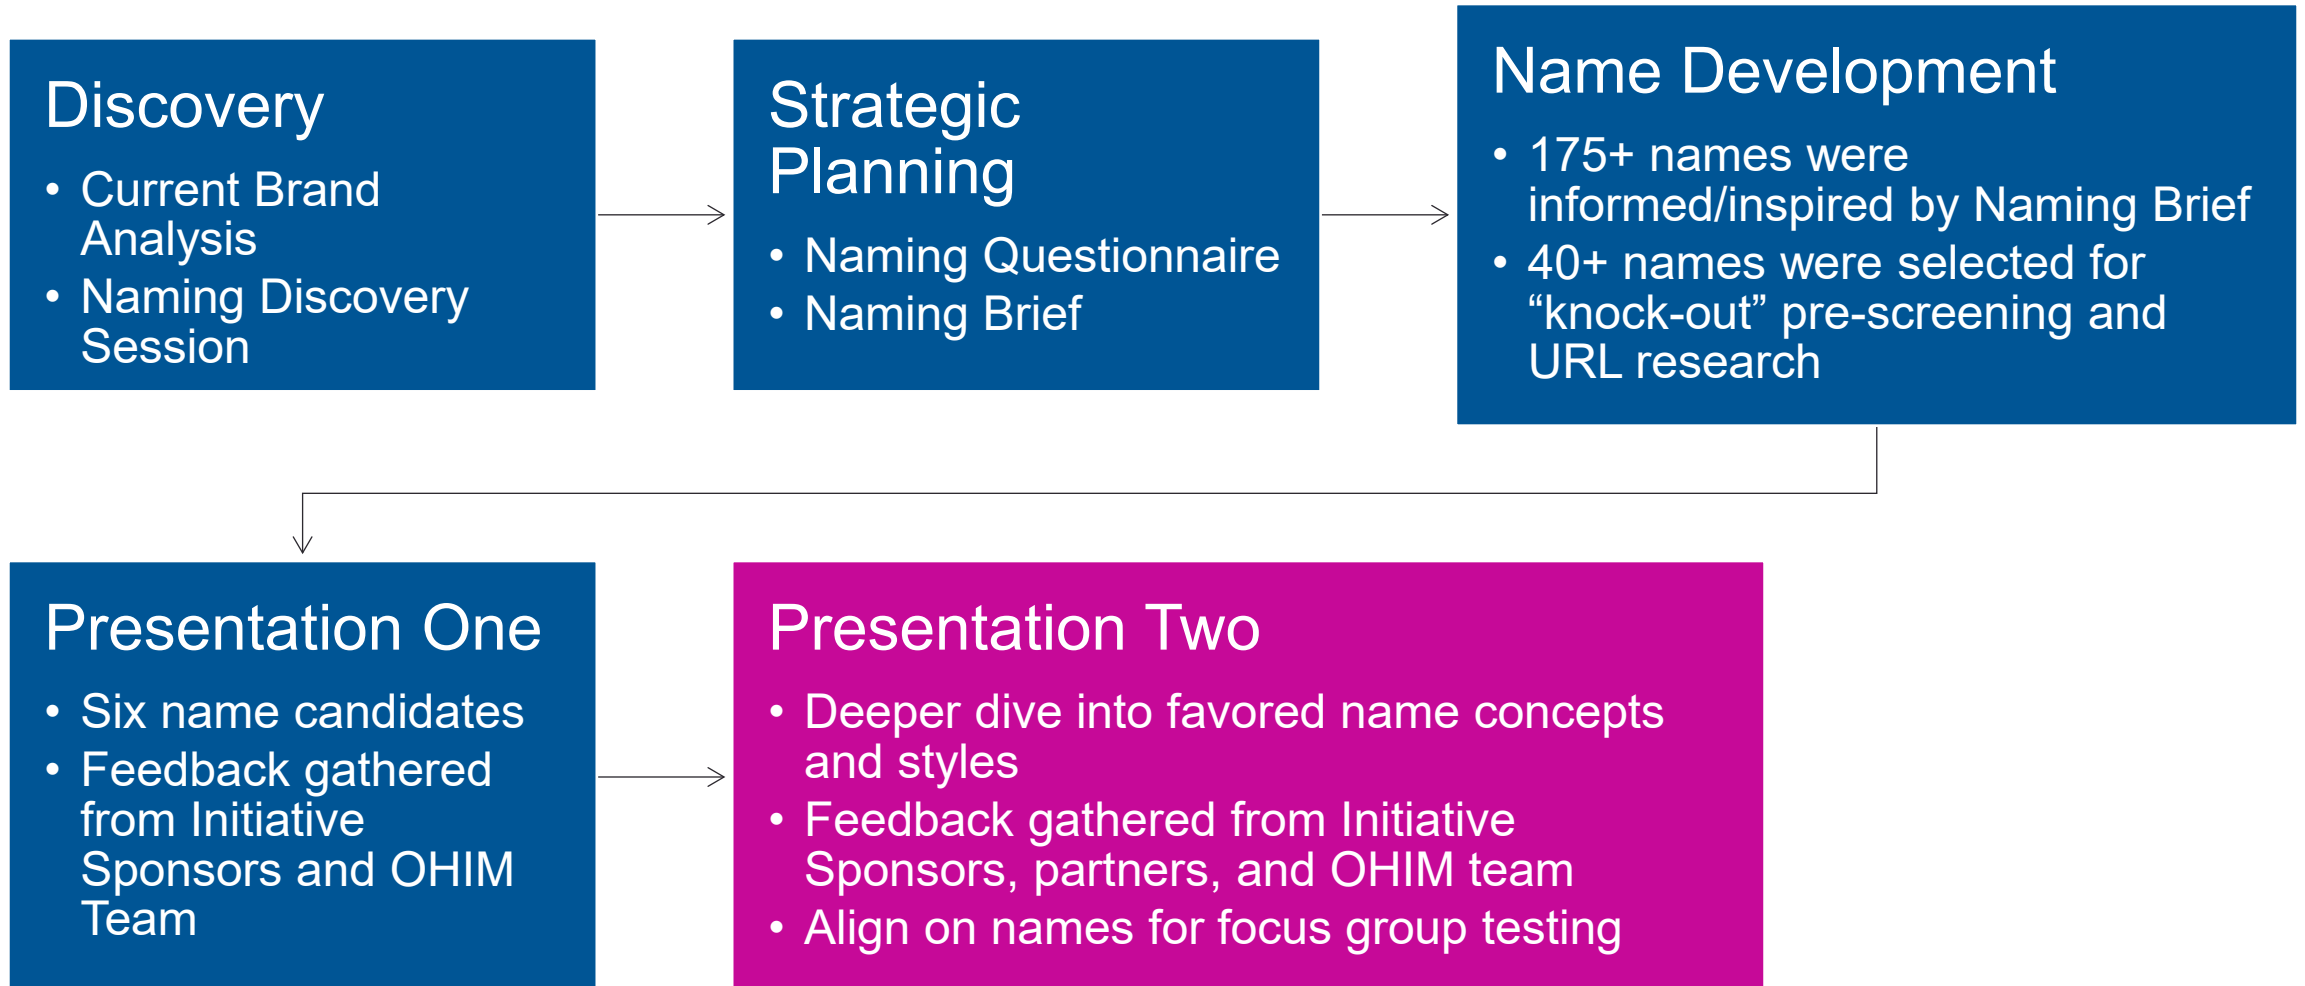 Discovery
• Current Brand
Analysis
• Naming Discovery
Session
Strategic
Planning
• Naming Questionnaire
• Naming Brief
Name Development
• 175+ names were
informed/inspired by Naming Brief
• 40+ names were selected for
“knock-out” pre-screening and
URL research
Presentation One
• Six name candidates
• Feedback gathered
from Initiative
Sponsors and OHIM
Team
Presentation Two
• Deeper dive into favored name concepts
and styles
• Feedback gathered from Initiative
Sponsors, partners, and OHIM team
• Align on names for focus group testing